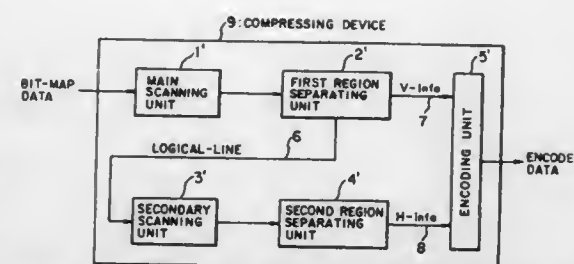 9:COMPRESSING DEVICE
1'
2'
5'
BIT-MAP
DATA
MAIN
SCANNING
UNIT
FIRST REGION
SEPARATING
UNIT
V-Info
7
ENCODING UNIT
LOGICAL-LINE
6
ENCODE
DATA
3'
4'
SECONDARY
SCANNING
UNIT
SECOND REGION
SEPARATING
UNIT
H-Info
8